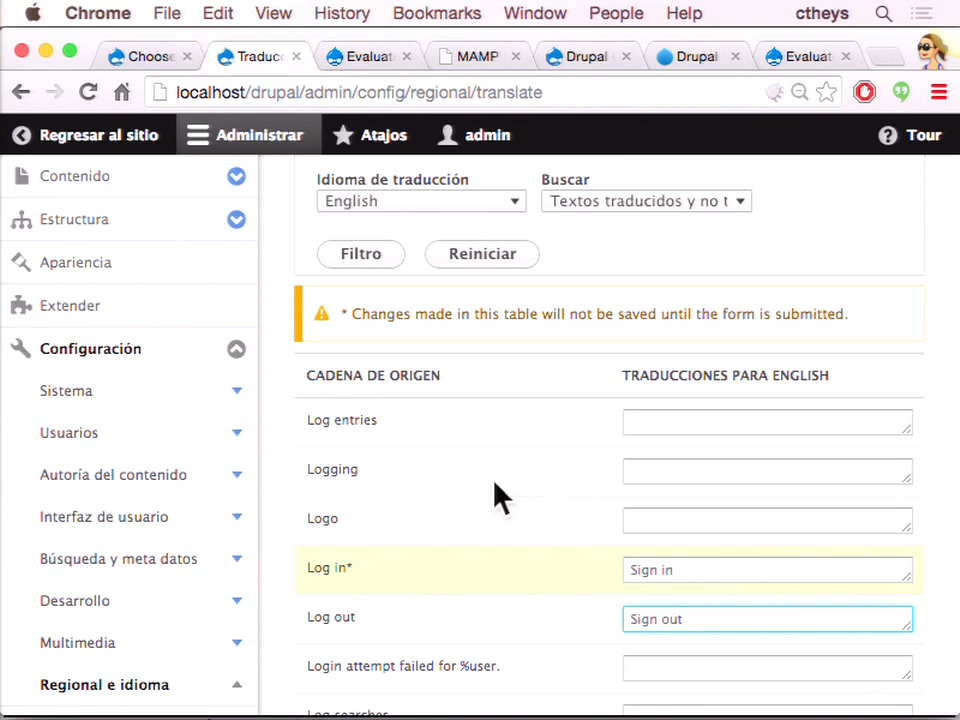 Chrome File Edit View History Bookmarks Window People Help ctheys
Choose Traduc Evaluat MAMP Drupal Drupal Evaluat
localhost/drupal/admin/config/regional/translate
Regresar al sitio Administrar Atajos admin Tour
Contenido
Estructura
Apariencia
Extender
Configuración
Sistema
Usuarios
Autoría del contenido
Interfaz de usuario
Búsqueda y meta datos
Desarrollo
Multimedia
Regional e idioma
Idioma de traducción Buscar
English Textos traducidos y no t
Filtro Reiniciar
* Changes made in this table will not be saved until the form is submitted.
CADENA DE ORIGEN TRADUCCIONES PARA ENGLISH
Log entries
Logging
Logo
Log in* Sign in
Log out Sign out
Login attempt failed for %user.
Log searches